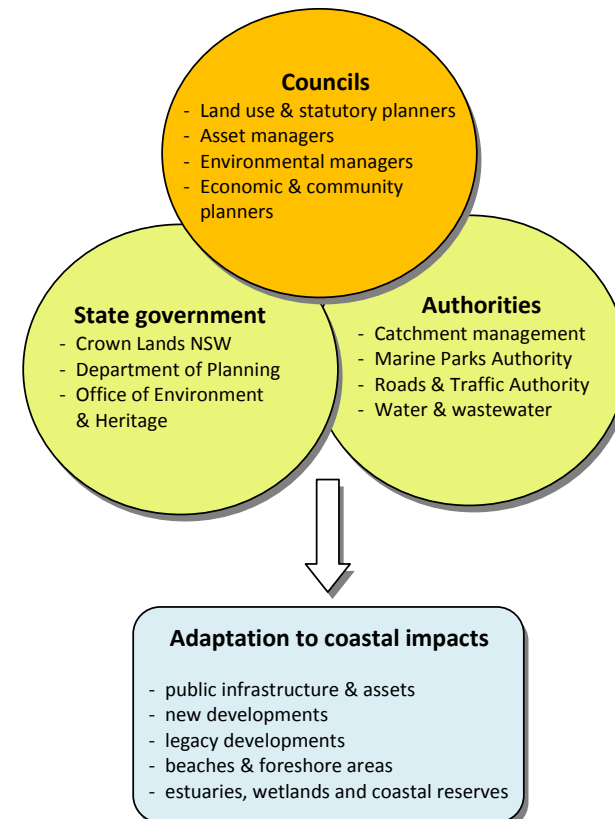 Councils
- Land use & statutory planners
- Asset managers
- Environmental managers
- Economic & community
planners
State government
- Crown Lands NSW
- Department of Planning
- Office of Environment
& Heritage
Authorities
- Catchment management
- Marine Parks Authority
- Roads & Traffic Authority
- Water & wastewater
Adaptation to coastal impacts
- public infrastructure & assets
- new developments
- legacy developments
- beaches & foreshore areas
- estuaries, wetlands and coastal reserves